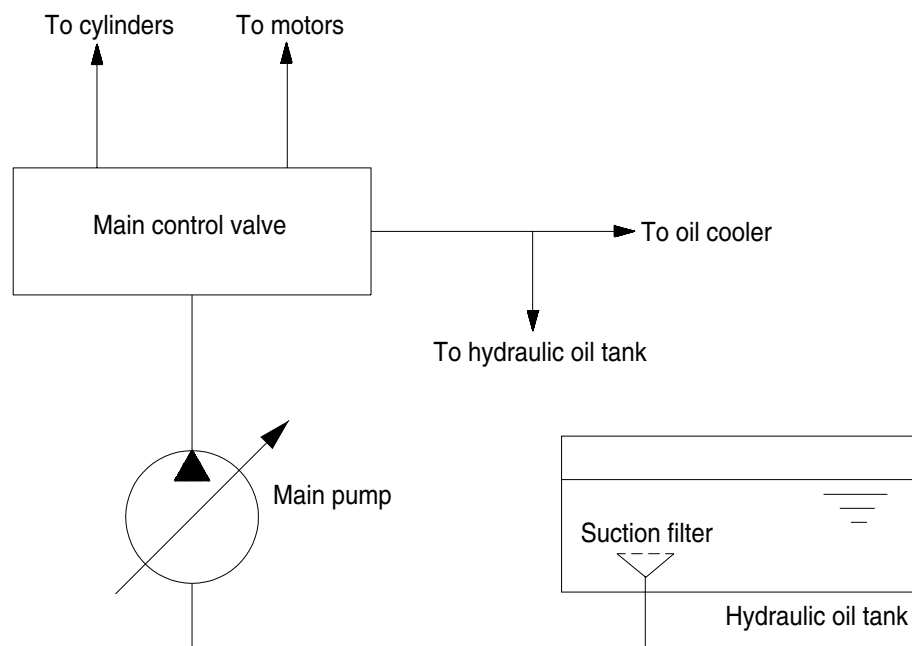 To cylinders
To motors
Main control valve
To oil cooler
To hydraulic oil tank
Main pump
Suction filter
Hydraulic oil tank